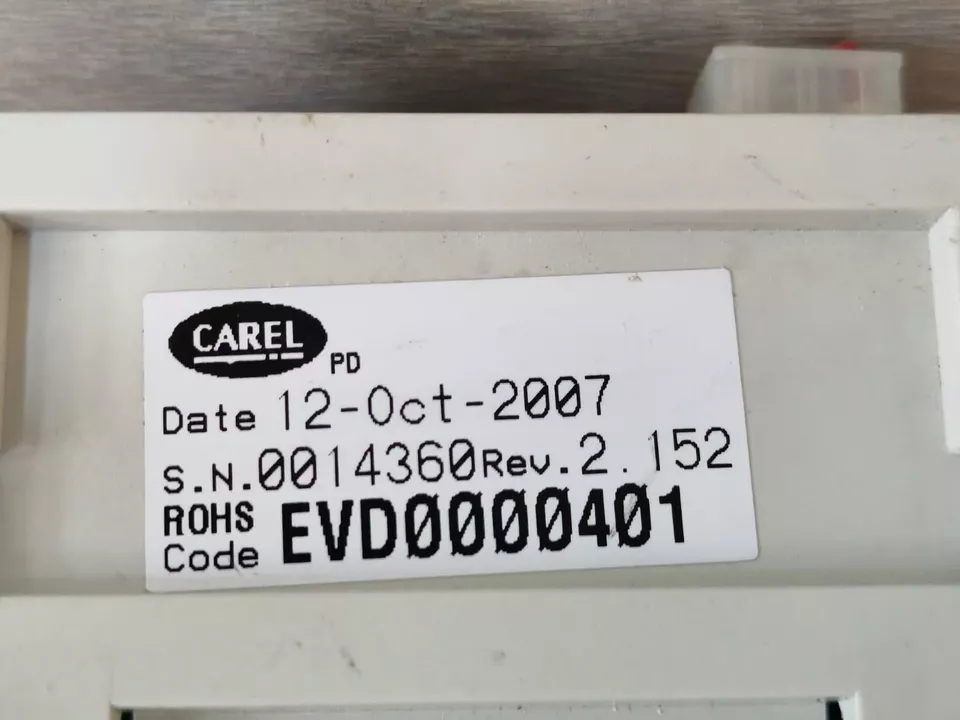 CAREL
PD
Date 12-Oct-2007
S.N.0014360Rev.2.152
ROHS
Code EVD0000401